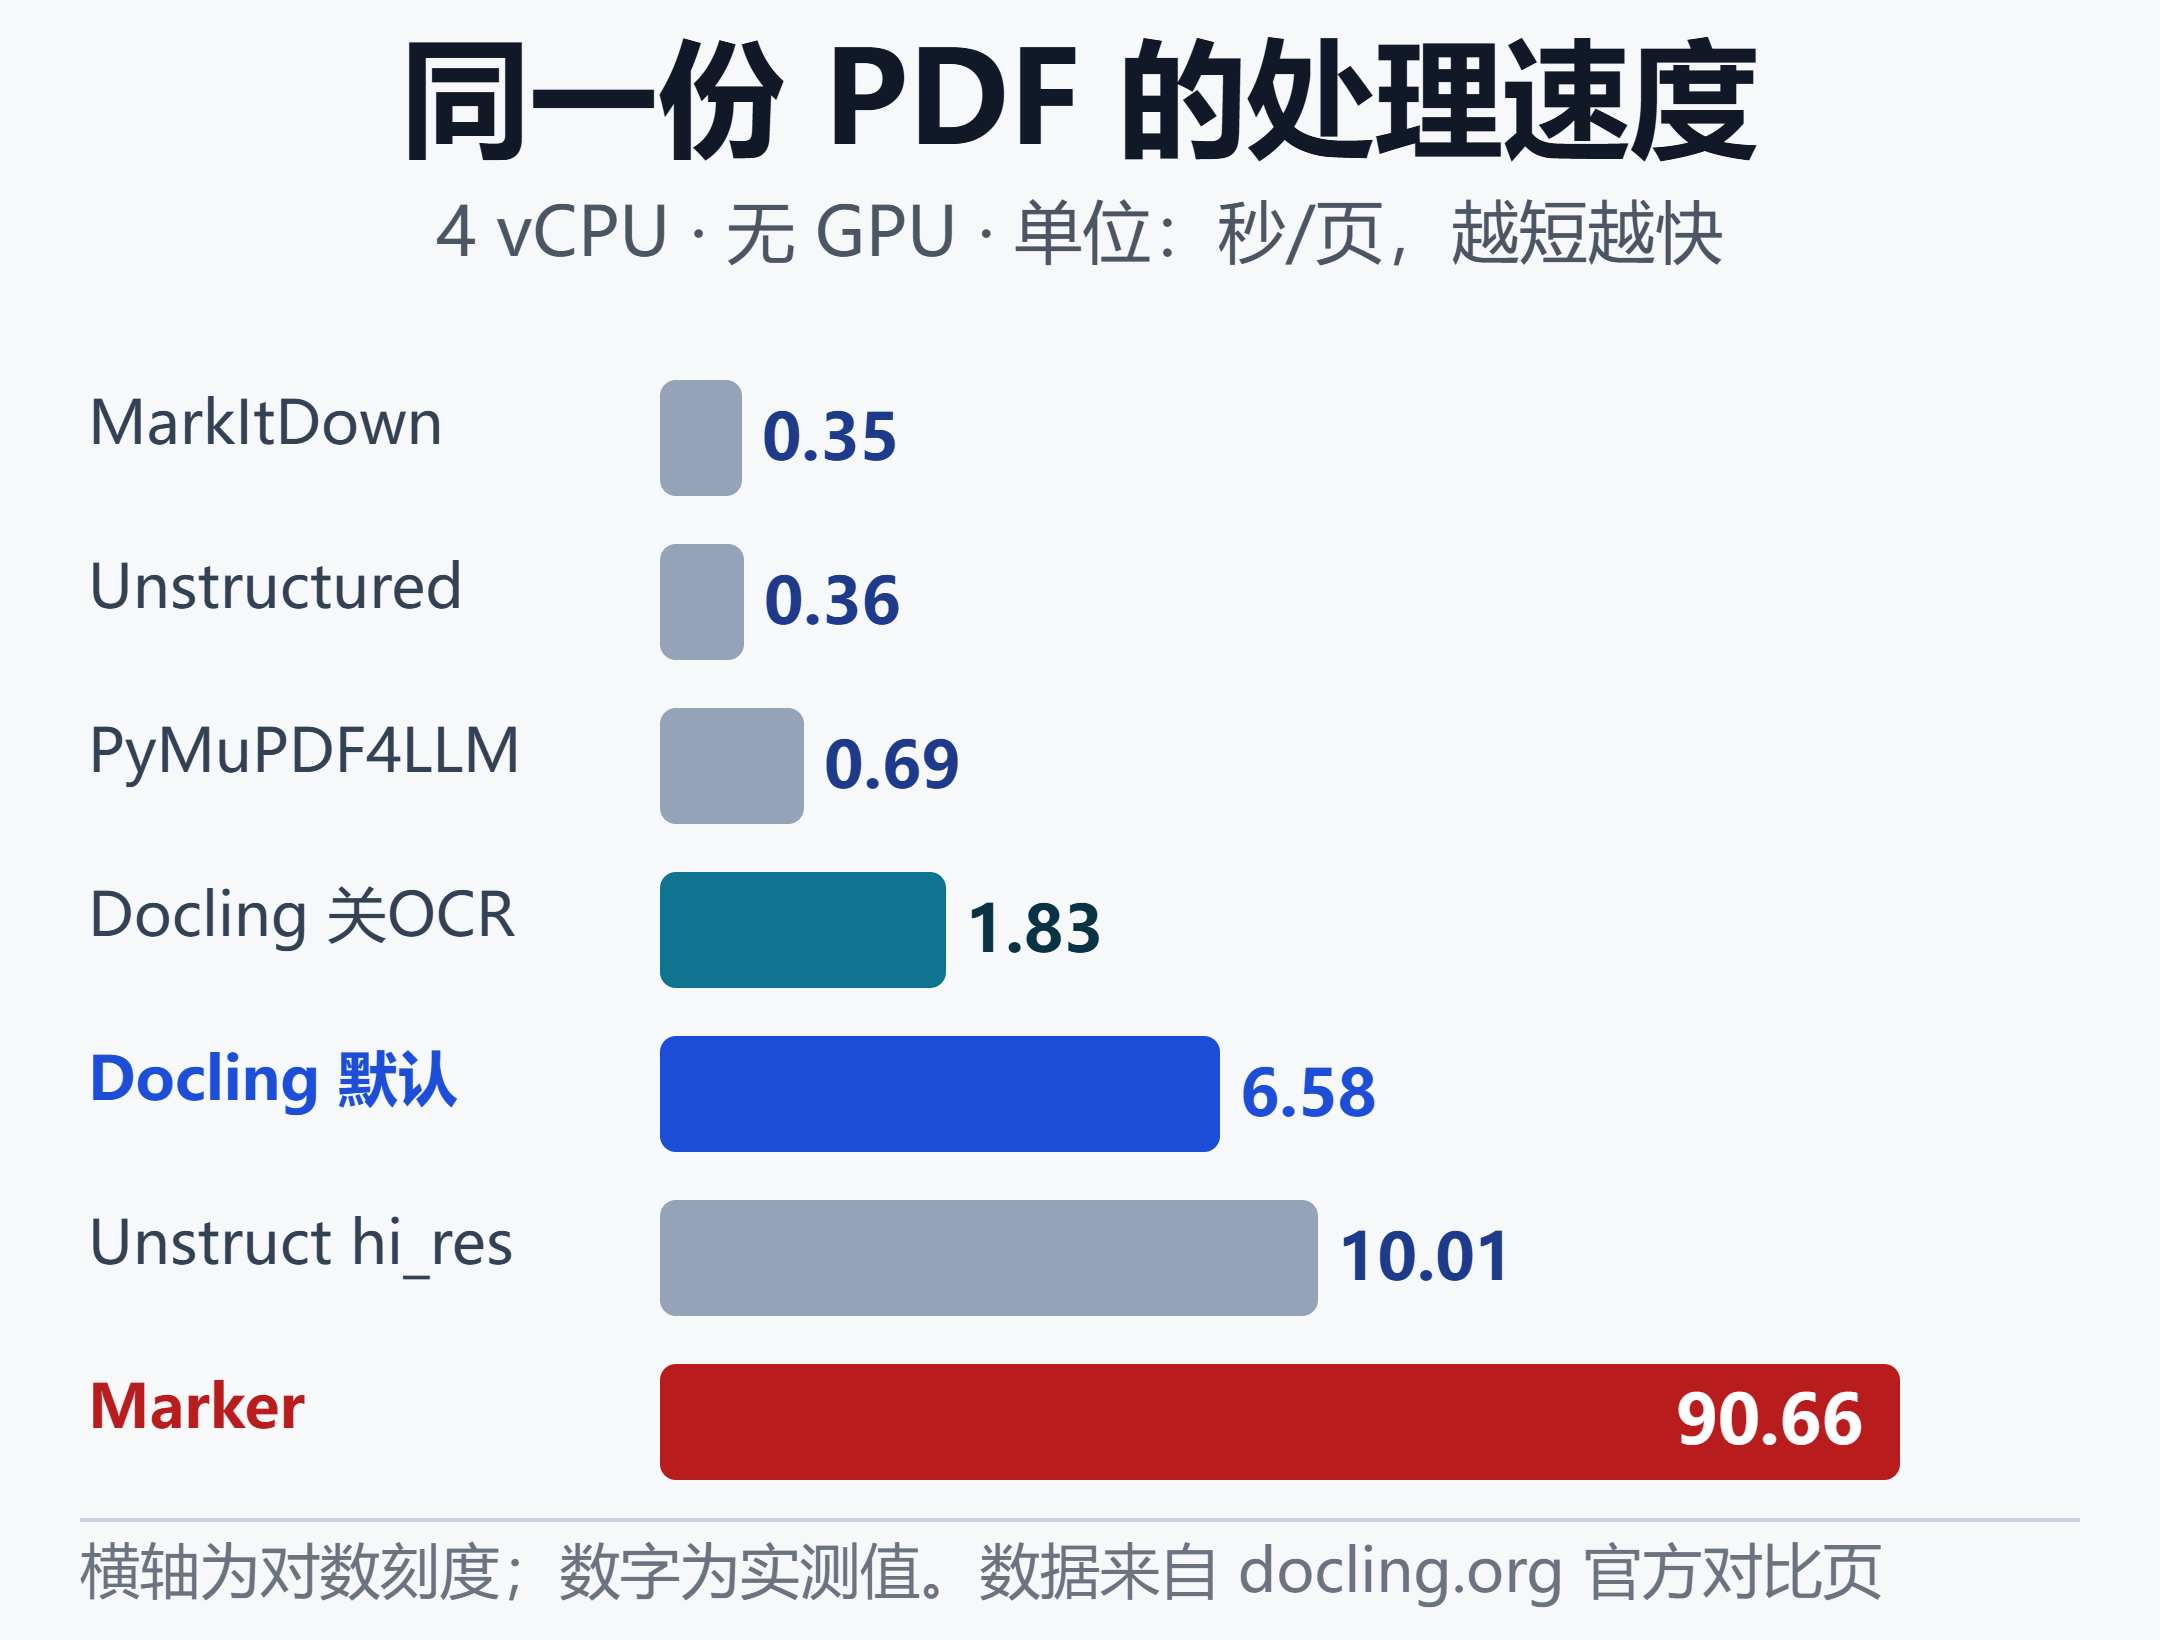 同一份 PDF 的处理速度
4 vCPU · 无 GPU · 单位：秒/页，越短越快
MarkItDown 0.35
Unstructured 0.36
PyMuPDF4LLM 0.69
Docling 关OCR 1.83
Docling 默认 6.58
Unstruct hi_res 10.01
Marker 90.66
横轴为对数刻度；数字为实测值。数据来自 docling.org 官方对比页